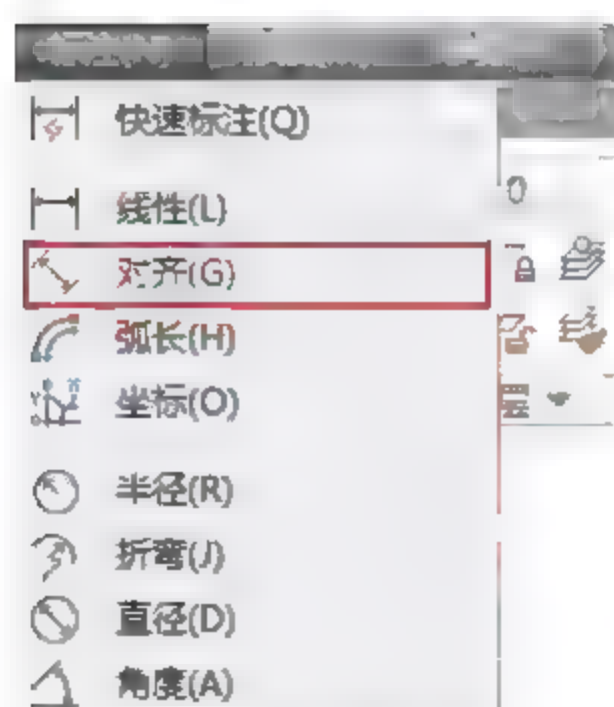 快速标注(Q)
线性(L)
对齐(G)
弧长(H)
坐标(O)
半径(R)
折弯(J)
直径(D)
角度(A)